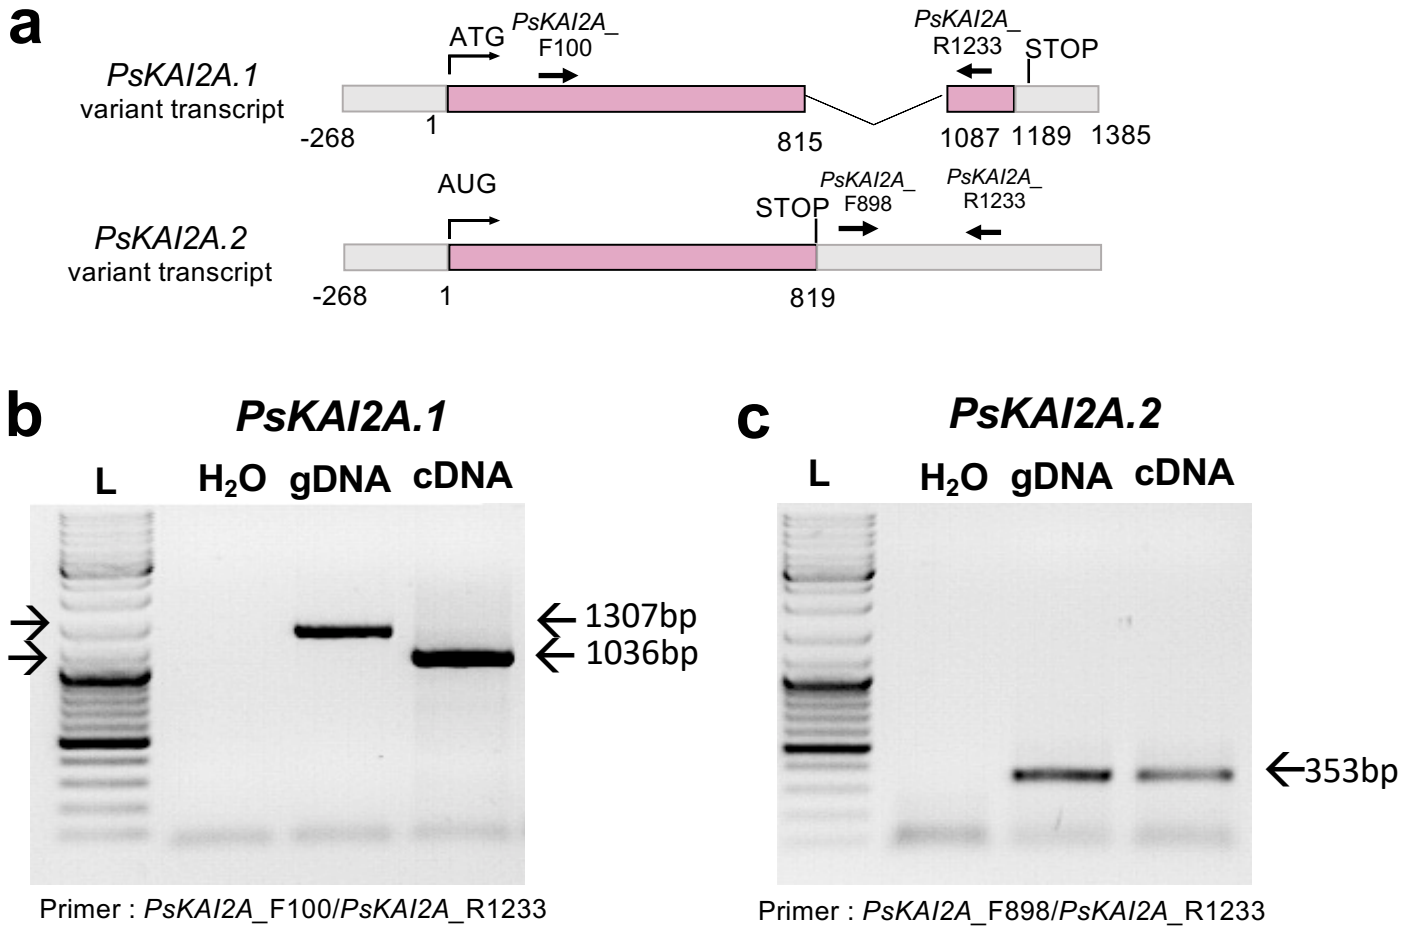 a
PsKAI2A.1
variant transcript
ATG
PsKAI2A_
F100
PsKAI2A_
R1233
STOP
-268
1
815
1087
1189
1385
PsKAI2A.2
variant transcript
AUG
STOP
PsKAI2A_
F898
PsKAI2A_
R1233
-268
1
819
b
PsKAI2A.1
L
H₂O
gDNA
cDNA
1307bp
1036bp
Primer : PsKAI2A_F100/PsKAI2A_R1233
c
PsKAI2A.2
L
H₂O
gDNA
cDNA
353bp
Primer : PsKAI2A_F898/PsKAI2A_R1233